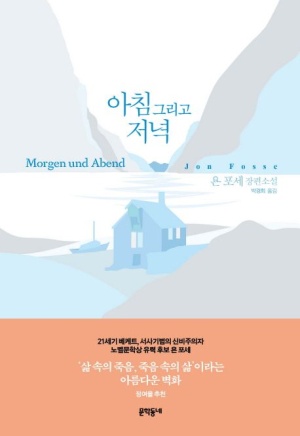 아침 그리고
저녁
Morgen und Abend
Jon Fosse
욘 포세 장편소설
박경희 옮김
21세기 베케트, 서사기법의 신비주의자
노벨문학상 유력 후보 욘 포세
'삶 속의 죽음, 죽음 속의 삶'이라는
아름다운 벽화
문학동네